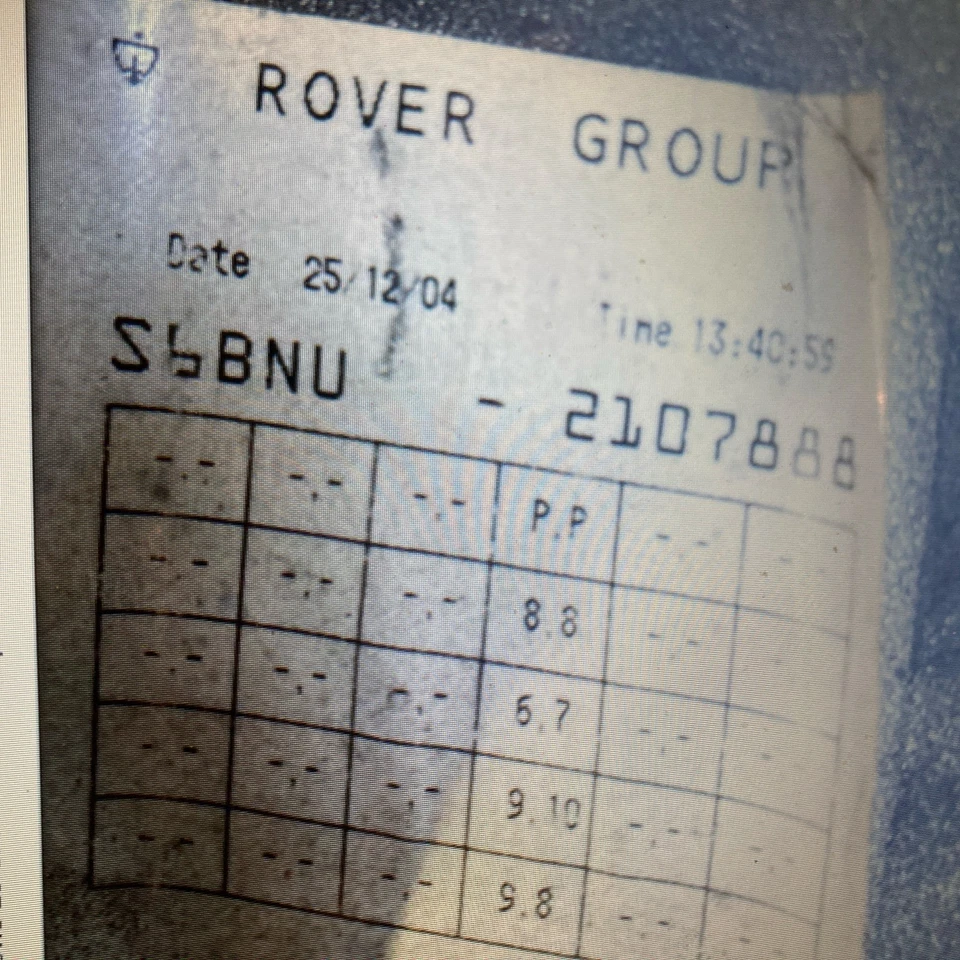 ROVER GROUP
Date 25/12/04 Time 13:40:59
SbBNU - 2107888
-.- -.- -.- P.P -.- -
-.- -.- -.- 8.8 -.- -
-.- -.- -.- 6.7 -.- -.-
-.- -.- -.- 9.10 -.- -.-
-.- -.- -.- 9.8 -.- -.-